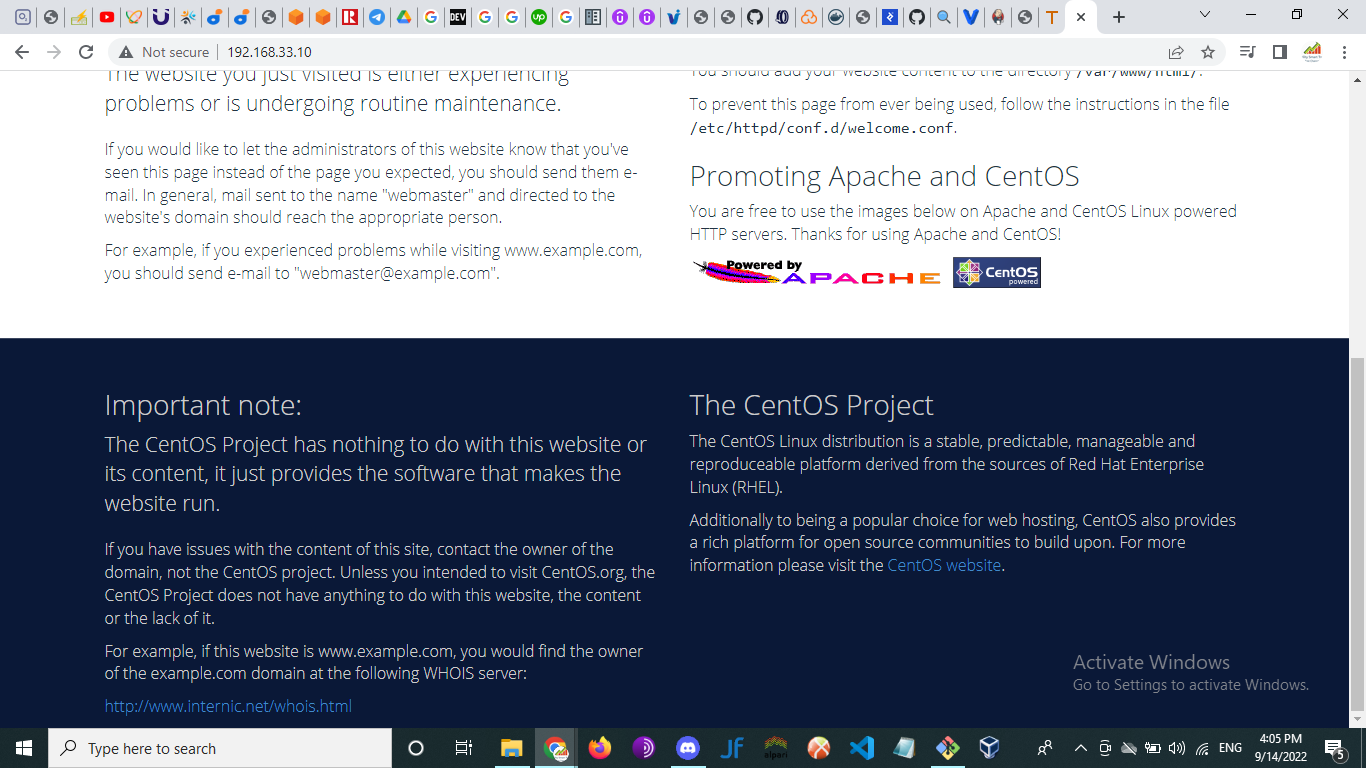 Not secure
192.168.33.10
The website you just visited is either experiencing
problems or is undergoing routine maintenance.
If you would like to let the administrators of this website know that you've
seen this page instead of the page you expected, you should send them e-
mail. In general, mail sent to the name "webmaster" and directed to the
website's domain should reach the appropriate person.
For example, if you experienced problems while visiting www.example.com,
you should send e-mail to "webmaster@example.com".
You should add your website content to the directory /var/www/html/.
To prevent this page from ever being used, follow the instructions in the file
/etc/httpd/conf.d/welcome.conf.
Promoting Apache and CentOS
You are free to use the images below on Apache and CentOS Linux powered
HTTP servers. Thanks for using Apache and CentOS!
Powered by
APACHE
CentOS
powered
Important note:
The CentOS Project has nothing to do with this website or
its content, it just provides the software that makes the
website run.
If you have issues with the content of this site, contact the owner of the
domain, not the CentOS project. Unless you intended to visit CentOS.org, the
CentOS Project does not have anything to do with this website, the content
or the lack of it.
For example, if this website is www.example.com, you would find the owner
of the example.com domain at the following WHOIS server:
http://www.internic.net/whois.html
The CentOS Project
The CentOS Linux distribution is a stable, predictable, manageable and
reproduceable platform derived from the sources of Red Hat Enterprise
Linux (RHEL).
Additionally to being a popular choice for web hosting, CentOS also provides
a rich platform for open source communities to build upon. For more
information please visit the CentOS website.
Activate Windows
Go to Settings to activate Windows.
Type here to search
ENG
4:05 PM
9/14/2022
5